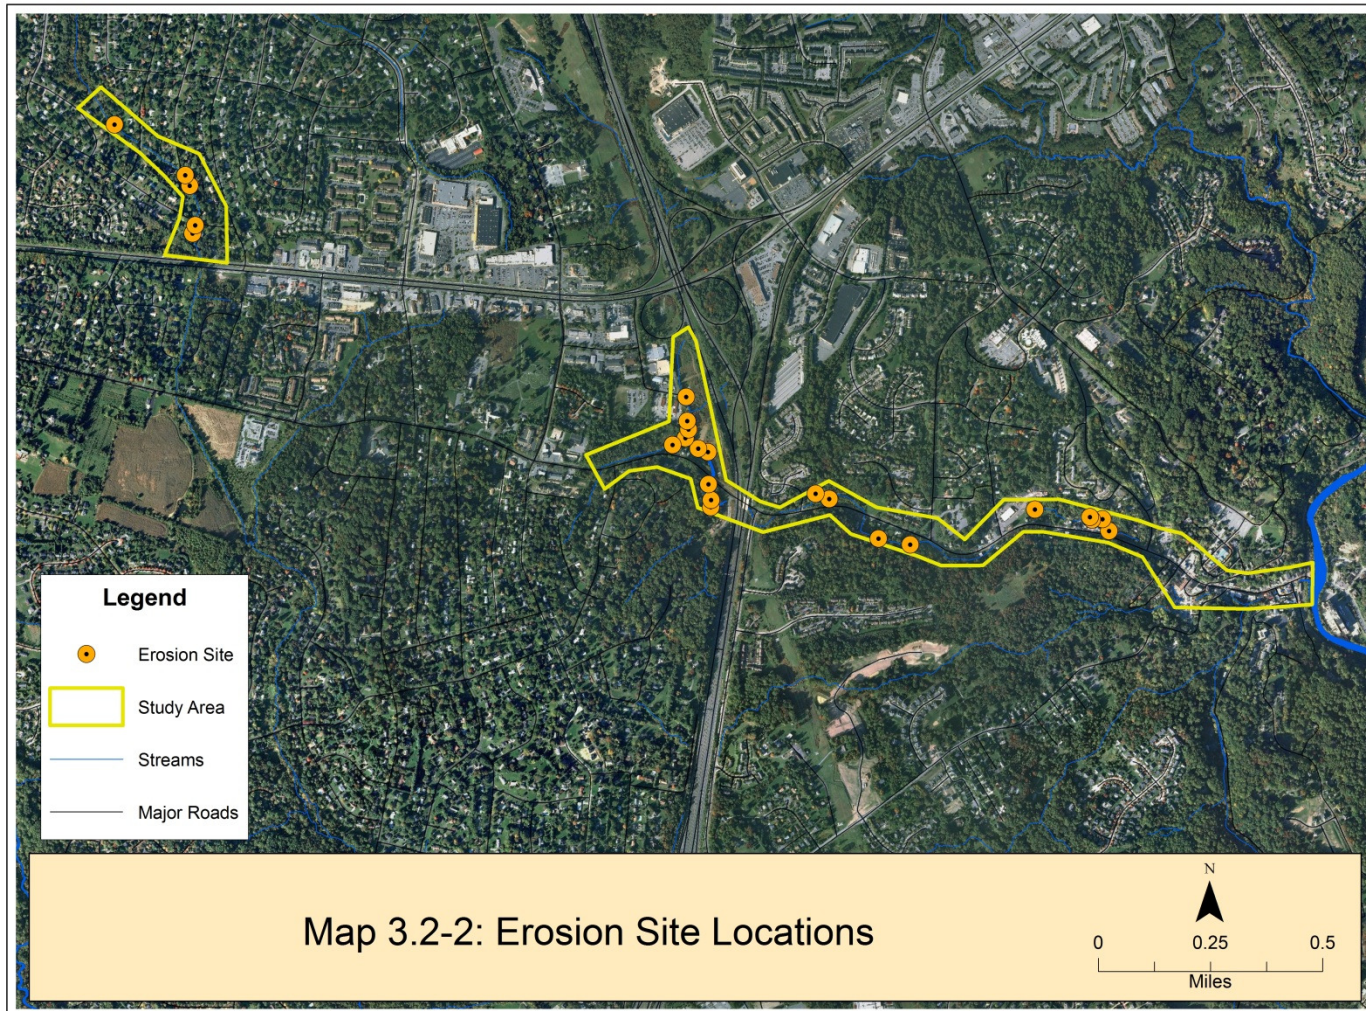 Legend
Erosion Site
Study Area
Streams
Major Roads
Map 3.2-2: Erosion Site Locations
N
0 0.25 0.5
Miles